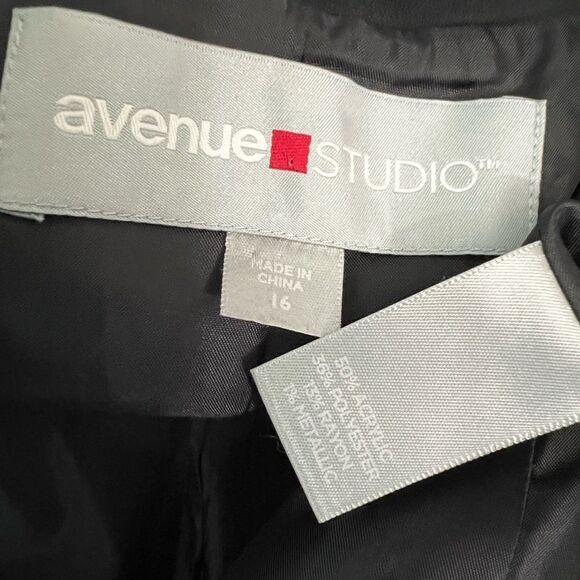 avenue STUDIO™
MADE IN
CHINA
16
50% ACRYLIC
36% POLYESTER
13% RAYON
1% METALLIC